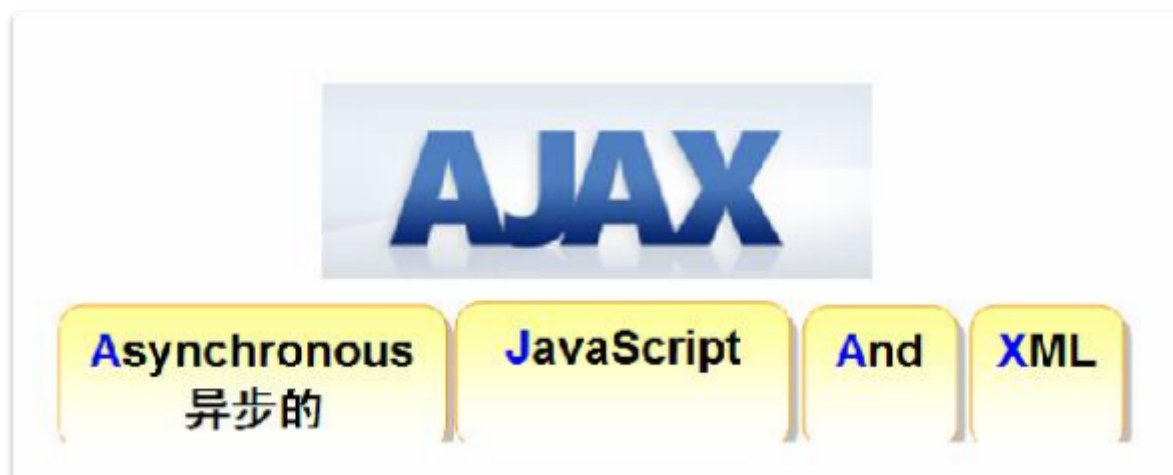 AJAX
Asynchronous JavaScript And XML
异步的